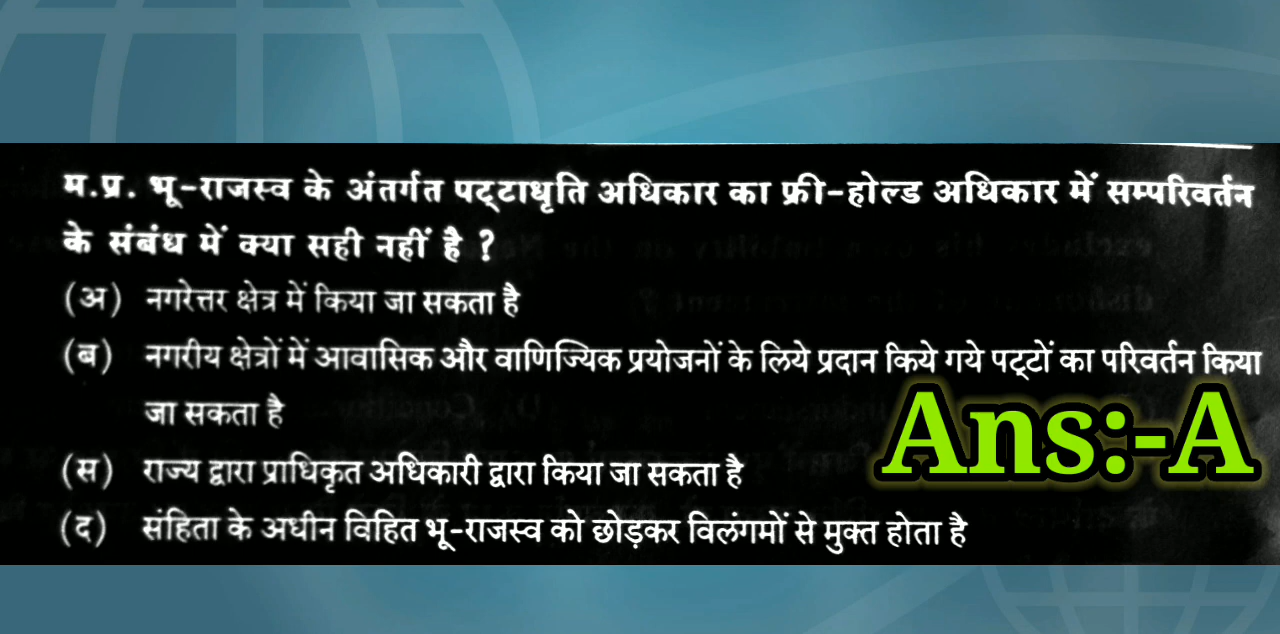 म.प्र. भू-राजस्व के अंतर्गत पट्टाधृति अधिकार का फ्री-होल्ड अधिकार में सम्परिवर्तन
के संबंध में क्या सही नहीं है ?
(अ) नगरेत्तर क्षेत्र में किया जा सकता है
(ब) नगरीय क्षेत्रों में आवासिक और वाणिज्यिक प्रयोजनों के लिये प्रदान किये गये पट्टों का परिवर्तन किया
जा सकता है
Ans:-A
(स) राज्य द्वारा प्राधिकृत अधिकारी द्वारा किया जा सकता है
(द) संहिता के अधीन विहित भू-राजस्व को छोड़कर विलंगमों से मुक्त होता है